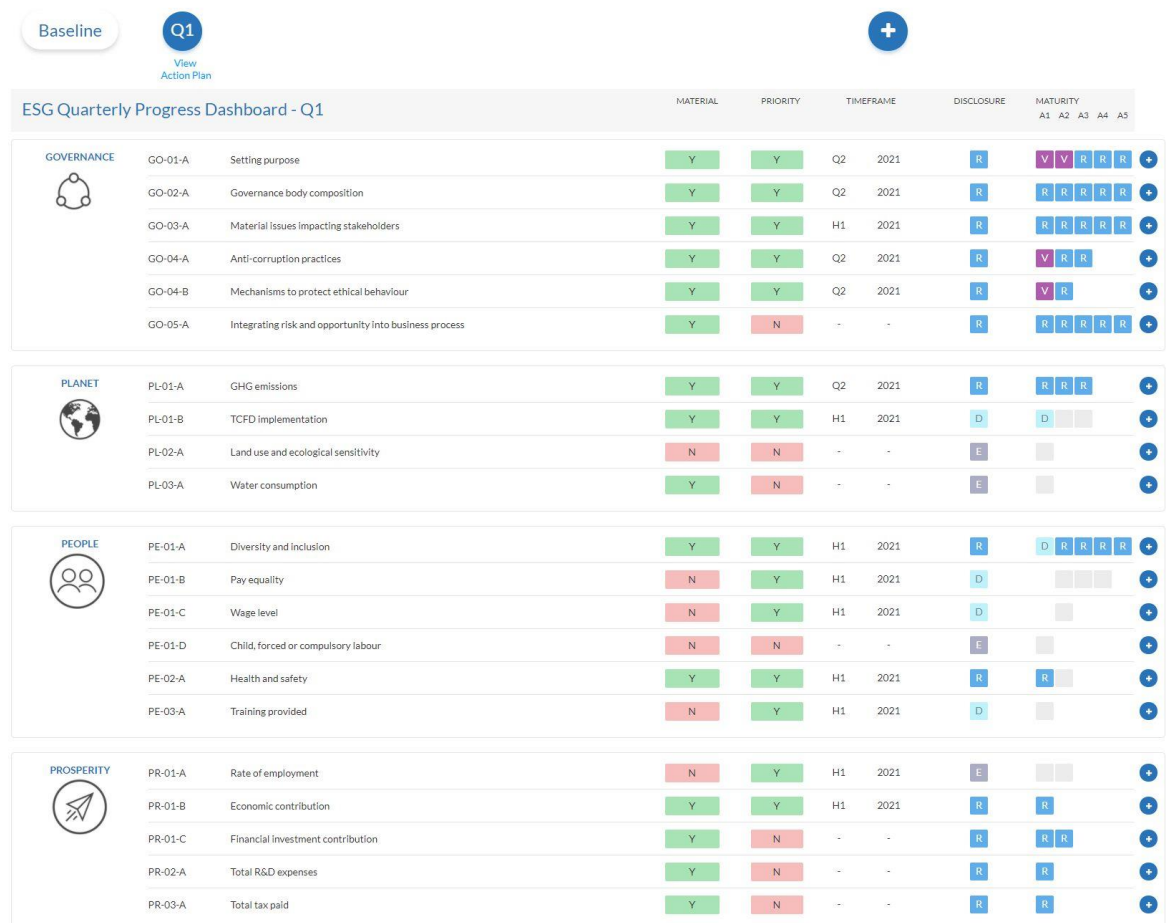 Baseline Q1
View
Action Plan
ESG Quarterly Progress Dashboard - Q1 MATERIAL PRIORITY TIMEFRAME DISCLOSURE MATURITY
A1 A2 A3 A4 A5
GOVERNANCE GO-01-A Setting purpose Y Y Q2 2021 R V V R R R
GO-02-A Governance body composition Y Y Q2 2021 R R R R R R
GO-03-A Material issues impacting stakeholders Y Y H1 2021 R R R R R R
GO-04-A Anti-corruption practices Y Y Q2 2021 R V R R
GO-04-B Mechanisms to protect ethical behaviour Y Y Q2 2021 R V R
GO-05-A Integrating risk and opportunity into business process Y N - - R R R R R R
PLANET PL-01-A GHG emissions Y Y Q2 2021 R R R R
PL-01-B TCFD implementation Y Y H1 2021 D D
PL-02-A Land use and ecological sensitivity N N - - E
PL-03-A Water consumption Y N - - E
PEOPLE PE-01-A Diversity and inclusion Y Y H1 2021 R D R R R R
PE-01-B Pay equality N Y H1 2021 D
PE-01-C Wage level N Y H1 2021 D
PE-01-D Child, forced or compulsory labour N N - - E
PE-02-A Health and safety Y Y H1 2021 R R
PE-03-A Training provided N Y H1 2021 D
PROSPERITY PR-01-A Rate of employment N Y H1 2021 E
PR-01-B Economic contribution Y Y H1 2021 R R
PR-01-C Financial investment contribution Y N - - R R R
PR-02-A Total R&D expenses Y N - - R R
PR-03-A Total tax paid Y N - - R R